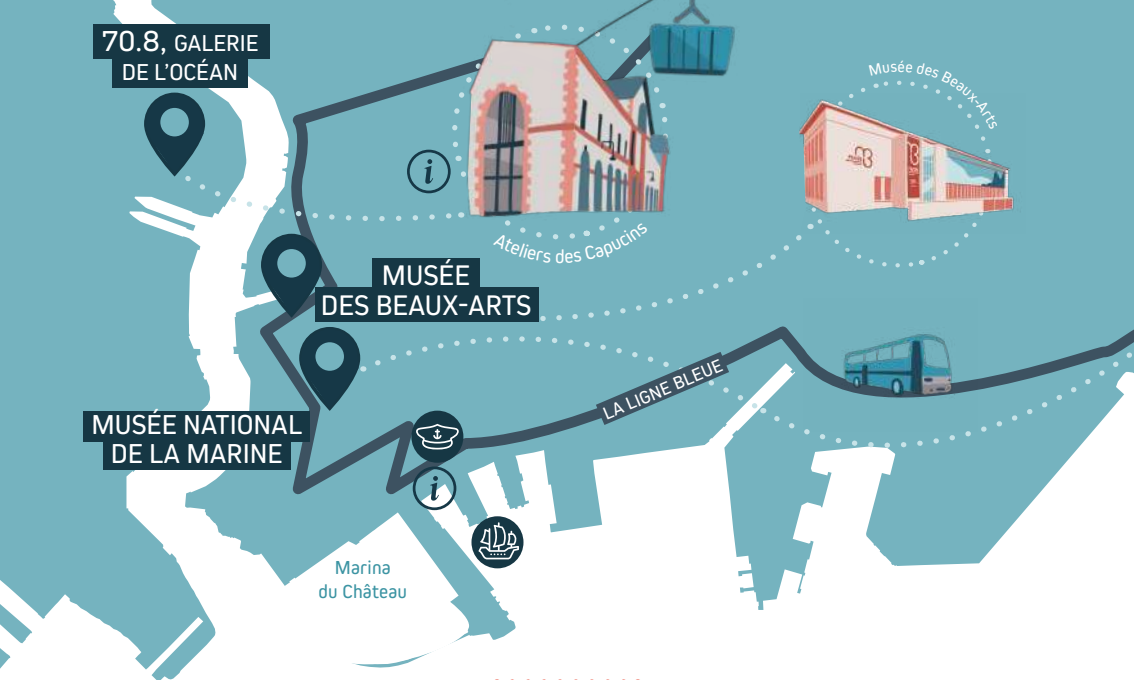 70.8, GALERIE
DE L'OCÉAN
Musée des Beaux-Arts
i
Ateliers des Capucins
MUSÉE
DES BEAUX-ARTS
LA LIGNE BLEUE
MUSÉE NATIONAL
DE LA MARINE
i
Marina
du Château